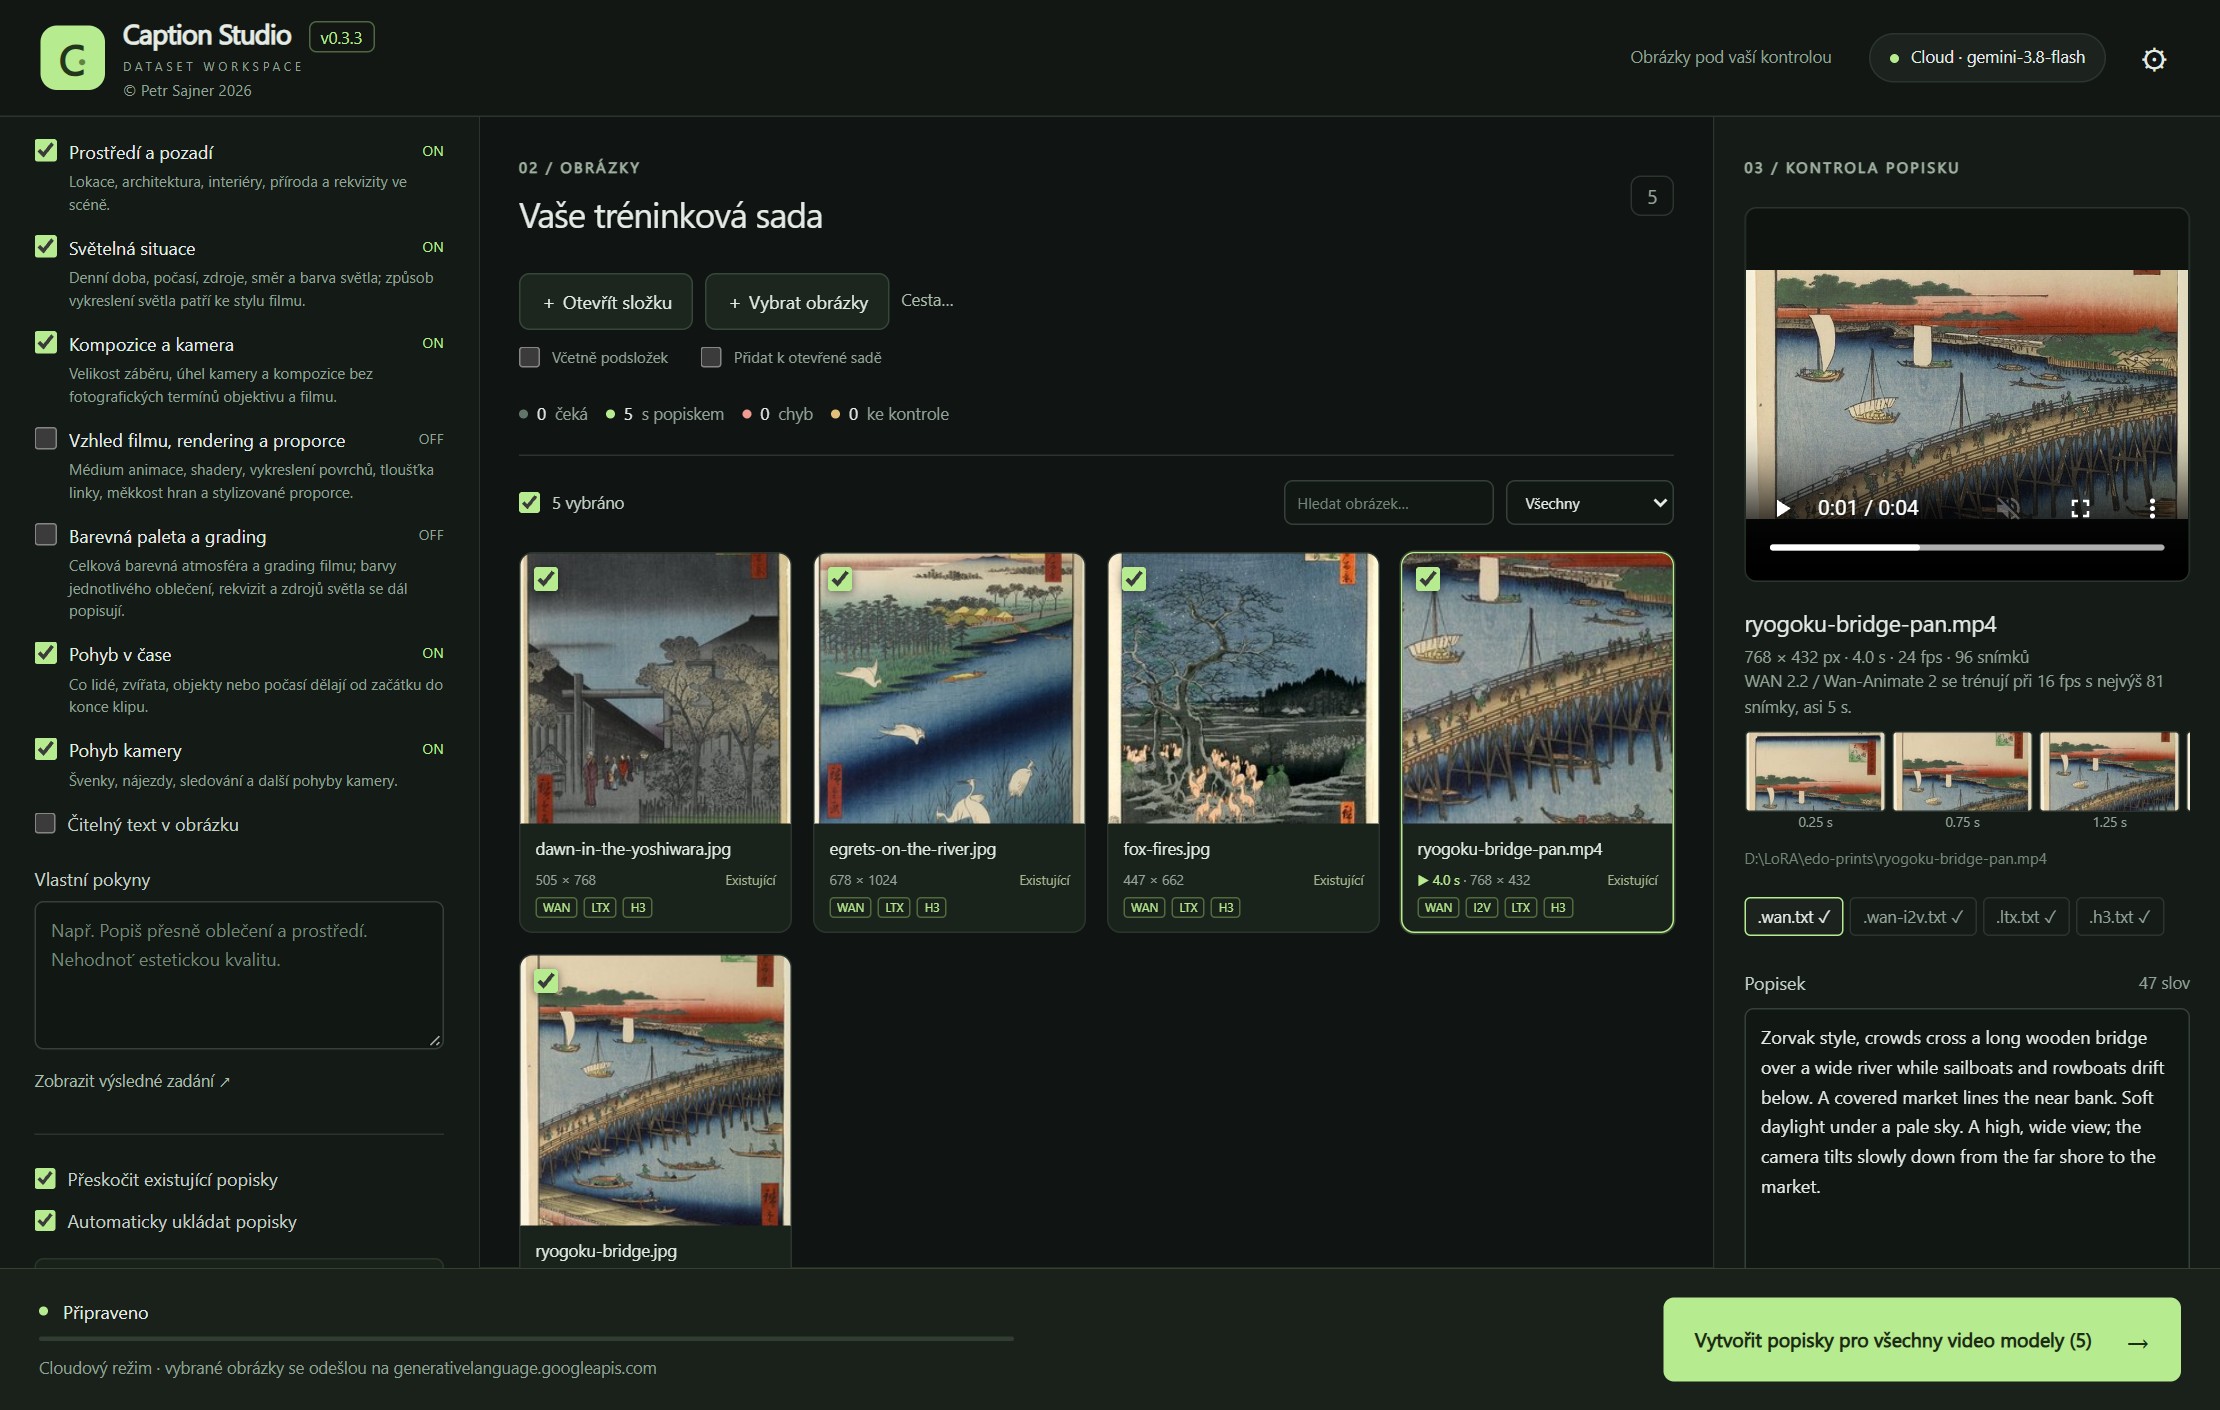 Caption Studio v0.3.3
DATASET WORKSPACE
© Petr Sajner 2026
Obrázky pod vaší kontrolou
Cloud · gemini-3.8-flash
Prostředí a pozadí ON
Lokace, architektura, interiéry, příroda a rekvizity ve
scéně.
Světelná situace ON
Denní doba, počasí, zdroje, směr a barva světla; způsob
vykreslení světla patří ke stylu filmu.
Kompozice a kamera ON
Velikost záběru, úhel kamery a kompozice bez
fotografických termínů objektivu a filmu.
Vzhled filmu, rendering a proporce OFF
Médium animace, shadery, vykreslení povrchů, tloušťka
linky, měkkost hran a stylizované proporce.
Barevná paleta a grading OFF
Celková barevná atmosféra a grading filmu; barvy
jednotlivého oblečení, rekvizit a zdrojů světla se dál
popisují.
Pohyb v čase ON
Co lidé, zvířata, objekty nebo počasí dělají od začátku do
konce klipu.
Pohyb kamery ON
Švenky, nájezdy, sledování a další pohyby kamery.
Čitelný text v obrázku
Vlastní pokyny
Např. Popiš přesně oblečení a prostředí.
Nehodnoť estetickou kvalitu.
Zobrazit výsledné zadání ↗
Přeskočit existující popisky
Automaticky ukládat popisky
02 / OBRÁZKY
Vaše tréninková sada
5
+ Otevřít složku
+ Vybrat obrázky
Cesta...
Včetně podsložek
Přidat k otevřené sadě
0 čeká 5 s popiskem 0 chyb 0 ke kontrole
5 vybráno
Hledat obrázek...
Všechny
dawn-in-the-yoshiwara.jpg
505 × 768 Existující
WAN LTX H3
egrets-on-the-river.jpg
678 × 1024 Existující
WAN LTX H3
fox-fires.jpg
447 × 662 Existující
WAN LTX H3
ryogoku-bridge-pan.mp4
▶ 4.0 s · 768 × 432 Existující
WAN I2V LTX H3
ryogoku-bridge.jpg
03 / KONTROLA POPISKU
0:01 / 0:04
ryogoku-bridge-pan.mp4
768 × 432 px · 4.0 s · 24 fps · 96 snímků
WAN 2.2 / Wan-Animate 2 se trénují při 16 fps s nejvýš 81
snímky, asi 5 s.
0.25 s
0.75 s
1.25 s
D:\LoRA\edo-prints\ryogoku-bridge-pan.mp4
.wan.txt ✓
.wan-i2v.txt ✓
.ltx.txt ✓
.h3.txt ✓
Popisek 47 slov
Zorvak style, crowds cross a long wooden bridge
over a wide river while sailboats and rowboats drift
below. A covered market lines the near bank. Soft
daylight under a pale sky. A high, wide view; the
camera tilts slowly down from the far shore to the
market.
Připraveno
Cloudový režim · vybrané obrázky se odešlou na generativelanguage.googleapis.com
Vytvořit popisky pro všechny video modely (5) →